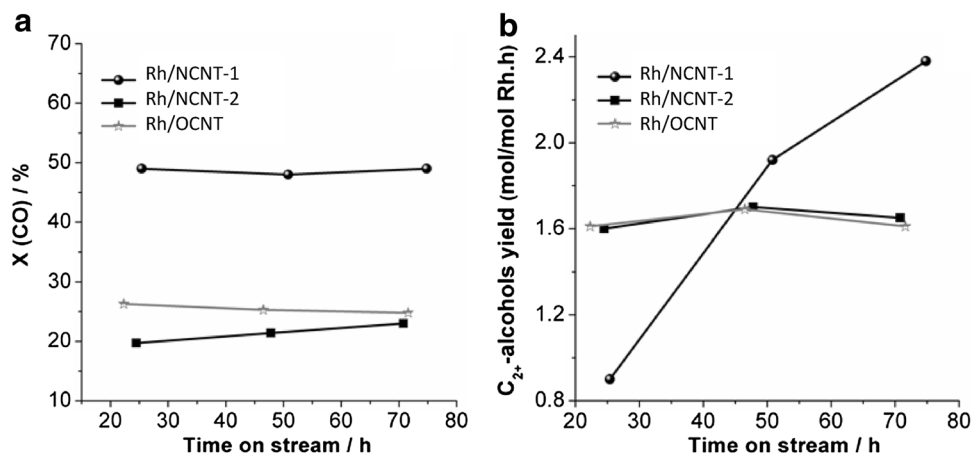 a
X (CO) / %
70
60
50
40
30
20
10
Rh/NCNT-1
Rh/NCNT-2
Rh/OCNT
20 30 40 50 60 70 80
Time on stream / h
b
C2+-alcohols yield (mol/mol Rh.h)
2.4
2.0
1.6
1.2
0.8
Rh/NCNT-1
Rh/NCNT-2
Rh/OCNT
20 30 40 50 60 70 80
Time on stream / h